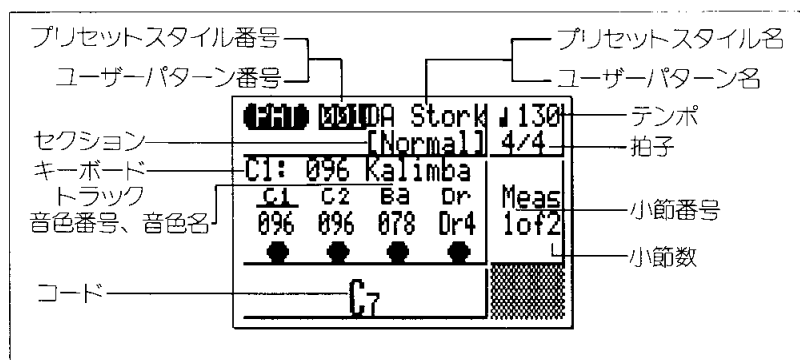 プリセットスタイル番号
ユーザーパターン番号
プリセットスタイル名
ユーザーパターン名
PAT 001DA Stork ♩130
テンポ
セクション
[Normal] 4/4
拍子
キーボード
トラック
C1: 096 Kalimba
音色番号、音色名
C1 C2 Ba Dr
096 096 078 Dr4
Meas
1of2
小節番号
小節数
コード
C7